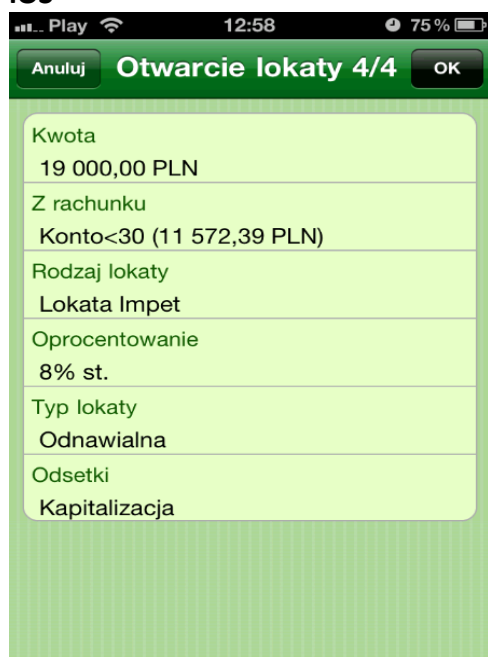 iOS
Play 12:58 75 %
Anuluj Otwarcie lokaty 4/4 OK
Kwota
19 000,00 PLN
Z rachunku
Konto<30 (11 572,39 PLN)
Rodzaj lokaty
Lokata Impet
Oprocentowanie
8% st.
Typ lokaty
Odnawialna
Odsetki
Kapitalizacja